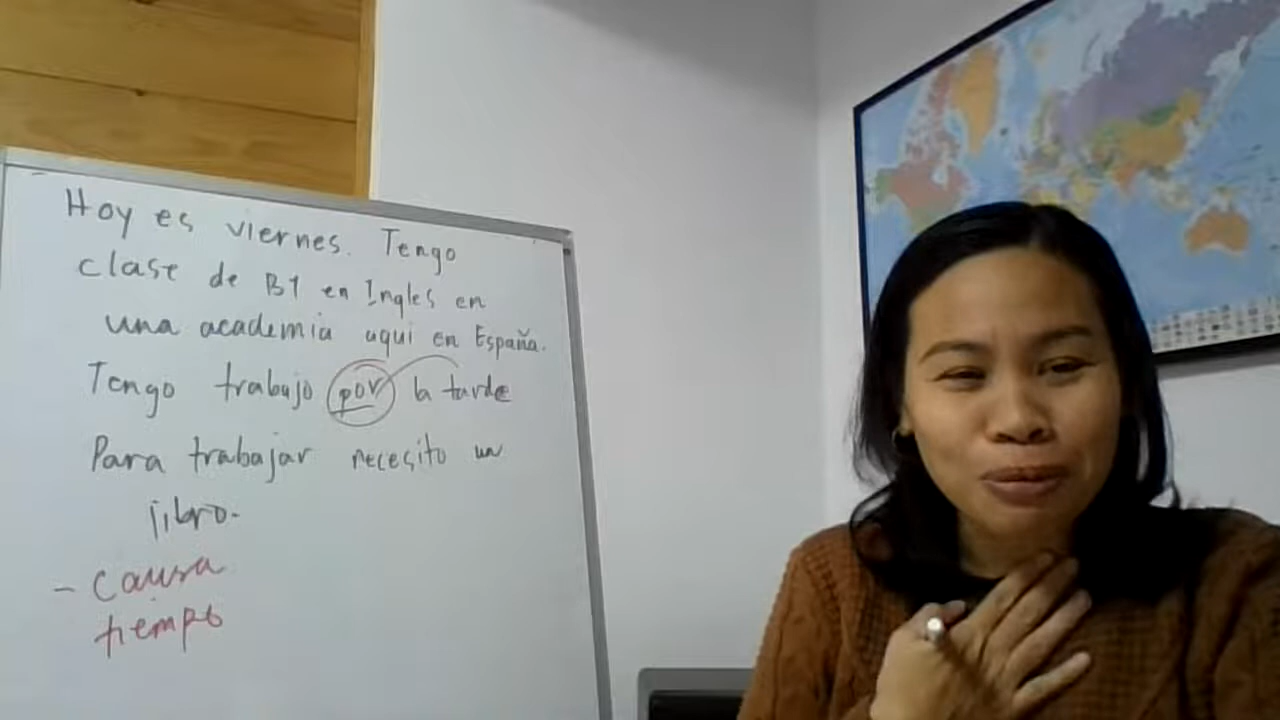 Hoy es viernes. Tengo
clase de B1 en Ingles en
una academia aqui en España.
Tengo trabajo por la tarde
Para trabajar necesito un
libro.
- Causa
tiempo